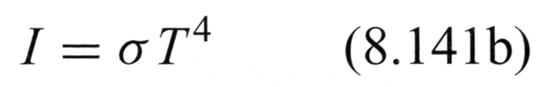 I = σT⁴ (8.141b)